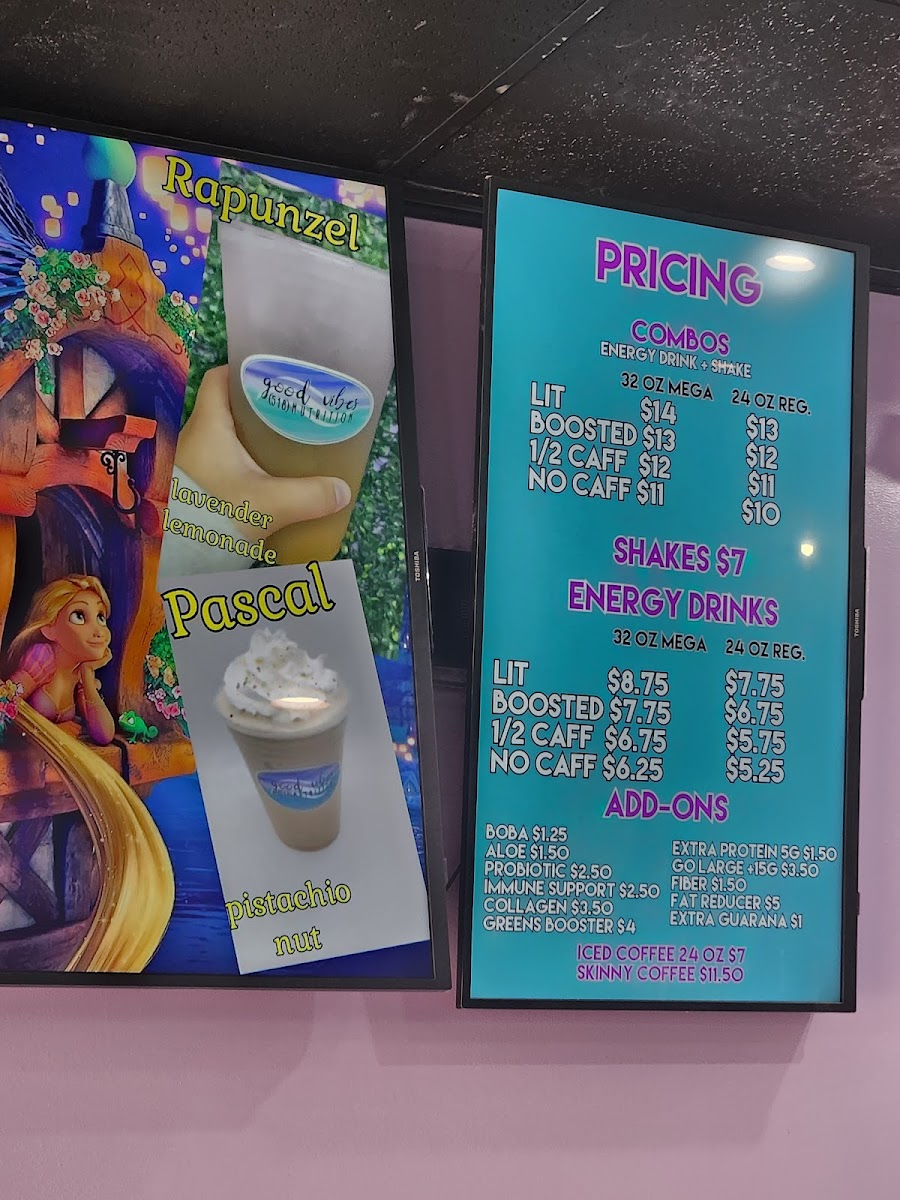 Rapunzel
good vibes
(618) NUTRITION
lavender
lemonade
Pascal
good vibes
pistachio
nut
TOSHIBA
PRICING
COMBOS
ENERGY DRINK + SHAKE
32 OZ MEGA 24 OZ REG.
LIT $14 $13
BOOSTED $13 $12
1/2 CAFF $12 $11
NO CAFF $11 $10
SHAKES $7
ENERGY DRINKS
32 OZ MEGA 24 OZ REG.
LIT $8.75 $7.75
BOOSTED $7.75 $6.75
1/2 CAFF $6.75 $5.75
NO CAFF $6.25 $5.25
ADD-ONS
BOBA $1.25
ALOE $1.50
PROBIOTIC $2.50
IMMUNE SUPPORT $2.50
COLLAGEN $3.50
GREENS BOOSTER $4
EXTRA PROTEIN 5G $1.50
GO LARGE +15G $3.50
FIBER $1.50
FAT REDUCER $5
EXTRA GUARANA $1
ICED COFFEE 24 OZ $7
SKINNY COFFEE $11.50
TOSHIBA